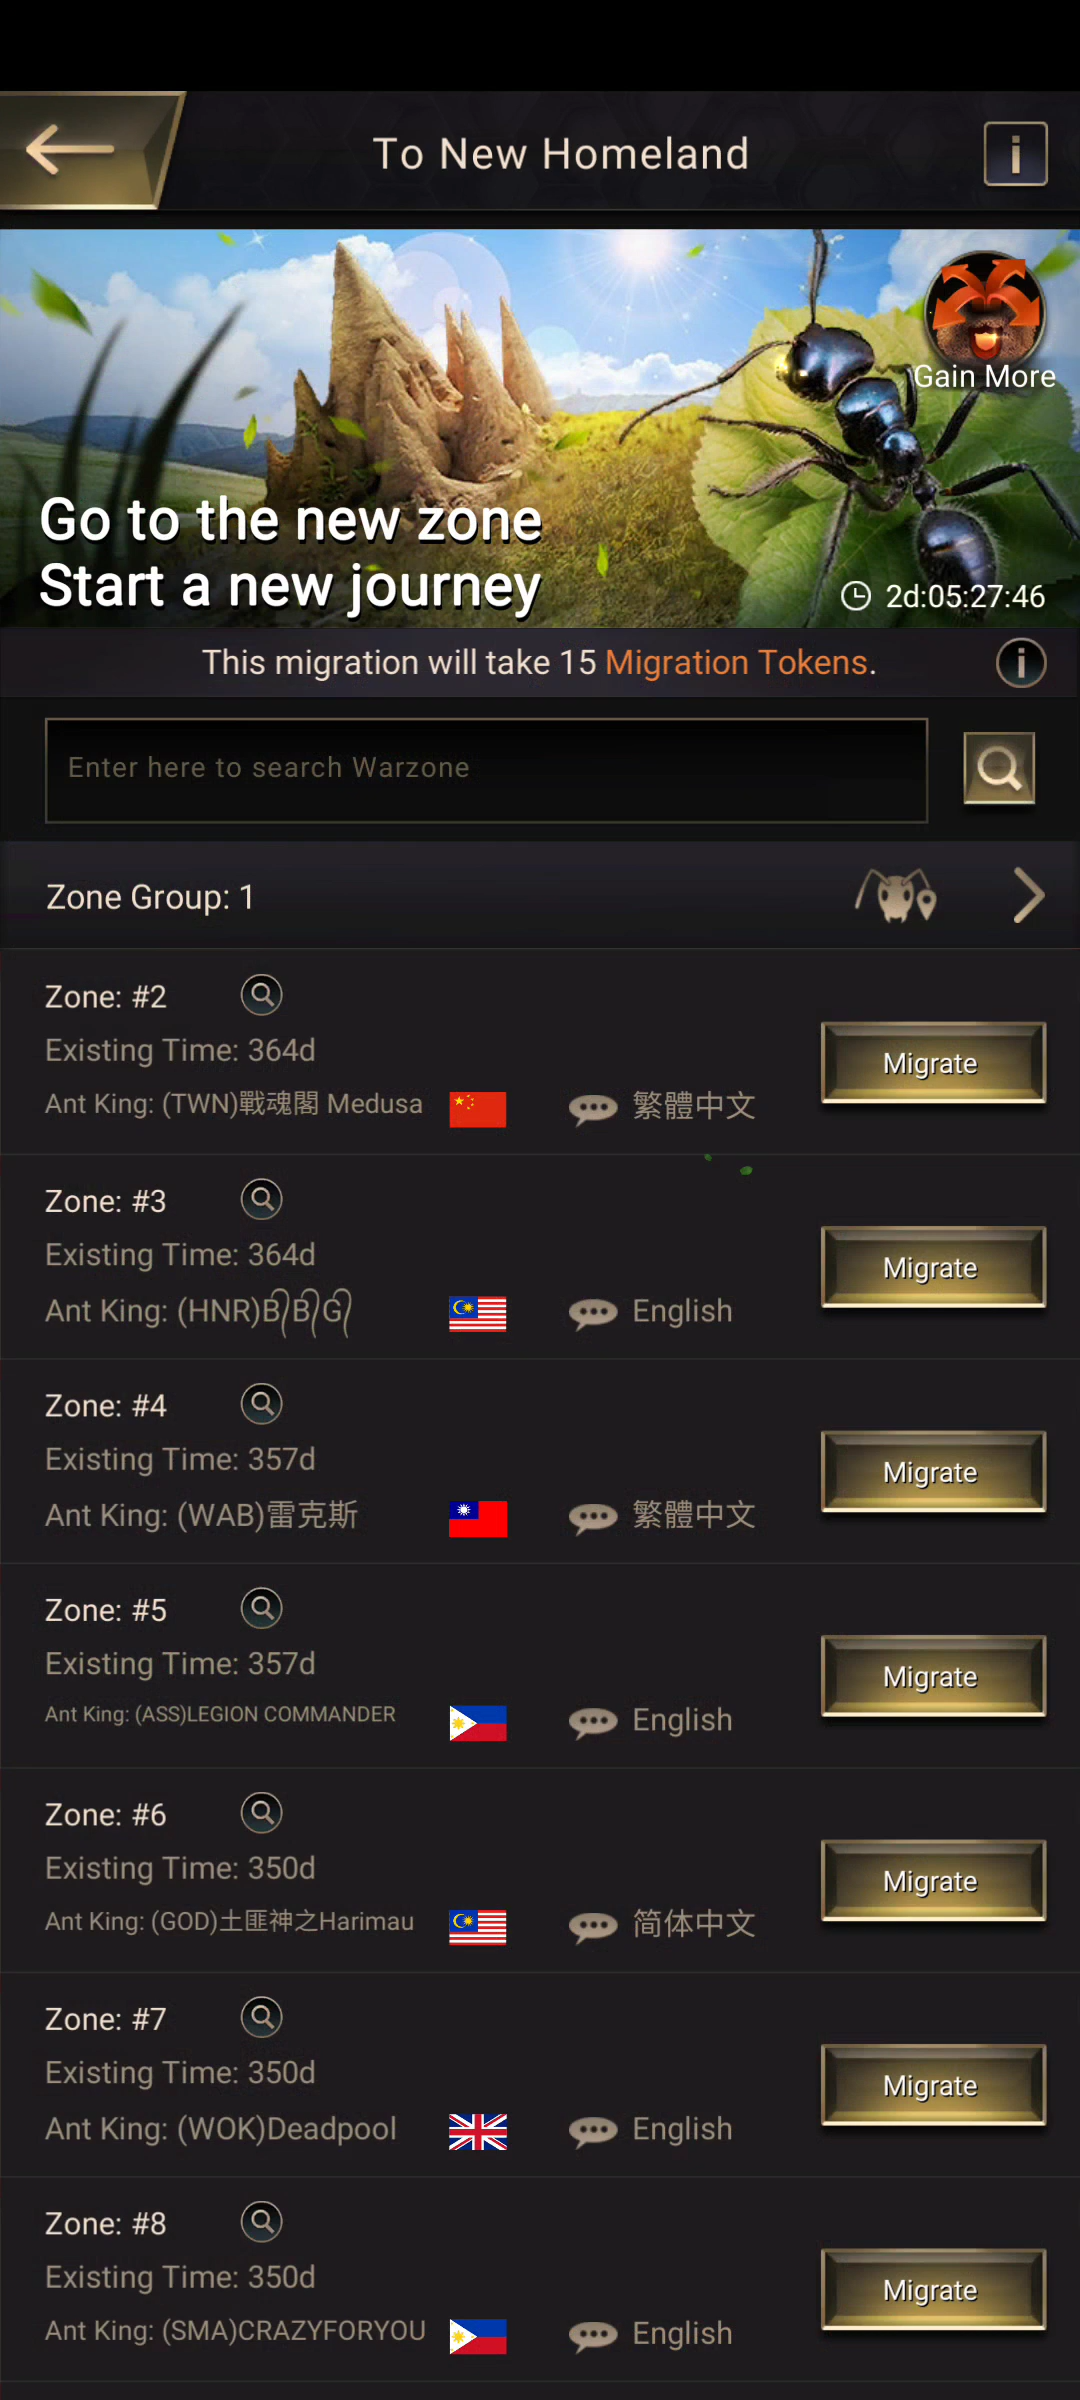 To New Homeland
Gain More
Go to the new zone
Start a new journey
2d:05:27:46
This migration will take 15 Migration Tokens.
Enter here to search Warzone
Zone Group: 1
Zone: #2
Existing Time: 364d
Migrate
Ant King: (TWN)戰魂閣 Medusa 繁體中文
Zone: #3
Existing Time: 364d
Migrate
Ant King: (HNR)B᭄B᭄G᭄ English
Zone: #4
Existing Time: 357d
Migrate
Ant King: (WAB)雷克斯 繁體中文
Zone: #5
Existing Time: 357d
Migrate
Ant King: (ASS)LEGION COMMANDER English
Zone: #6
Existing Time: 350d
Migrate
Ant King: (GOD)土匪神之Harimau 简体中文
Zone: #7
Existing Time: 350d
Migrate
Ant King: (WOK)Deadpool English
Zone: #8
Existing Time: 350d
Migrate
Ant King: (SMA)CRAZYFORYOU English